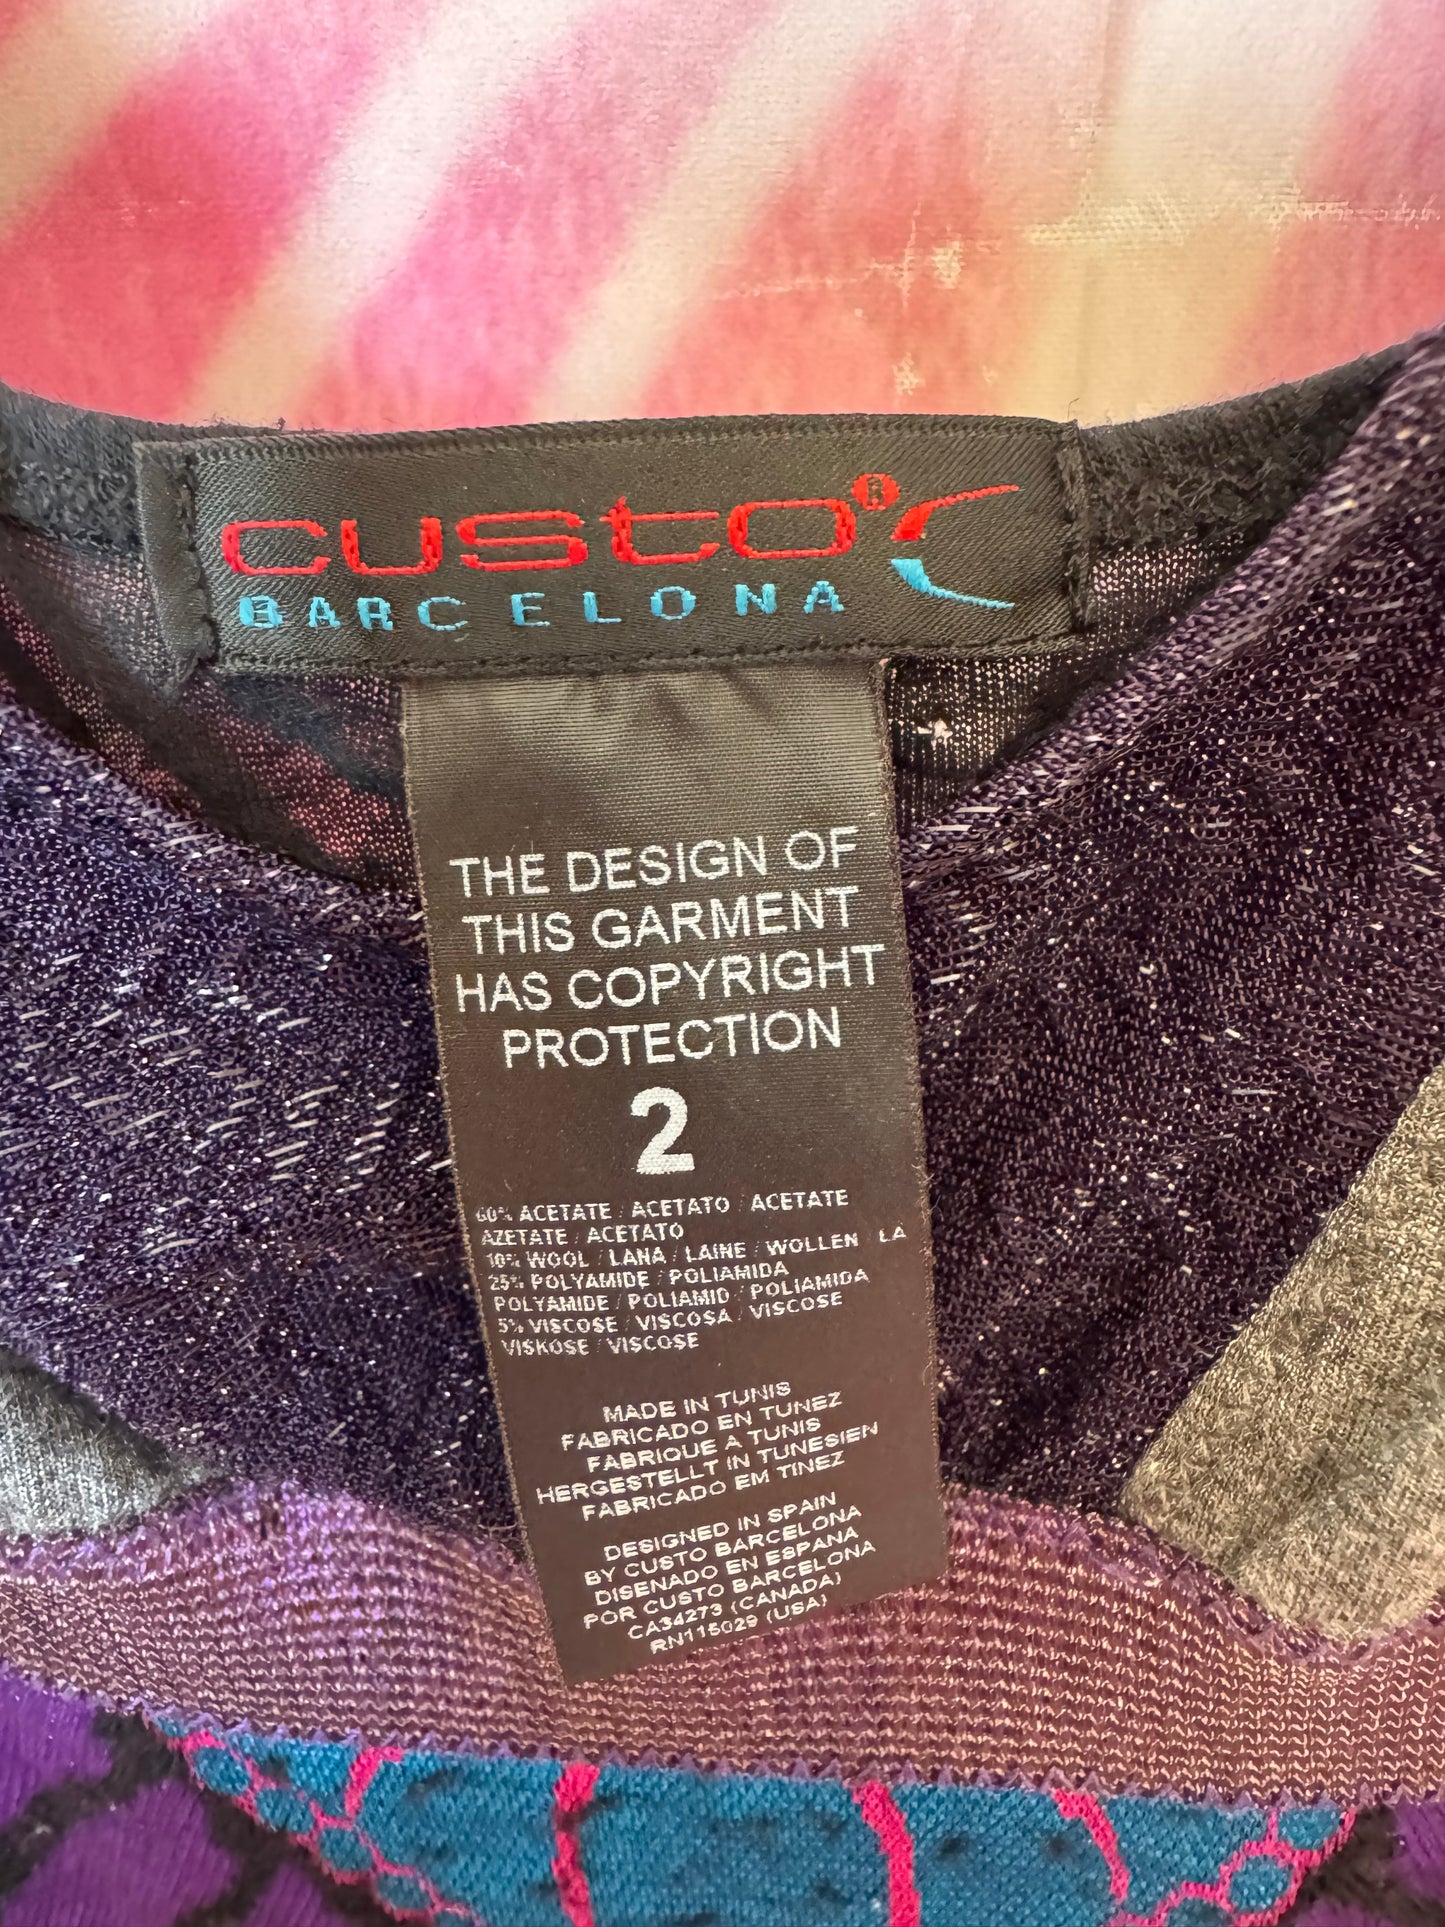 custo®
BARCELONA
THE DESIGN OF
THIS GARMENT
HAS COPYRIGHT
PROTECTION
2
60% ACETATE / ACETATO / ACETATE
AZETATE / ACETATO
10% WOOL / LANA / LAINE / WOLLEN / LA
25% POLYAMIDE / POLIAMIDA
POLYAMIDE / POLIAMID / POLIAMIDA
5% VISCOSE / VISCOSA / VISCOSE
VISKOSE / VISCOSE
MADE IN TUNIS
FABRICADO EN TUNEZ
FABRIQUE A TUNIS
HERGESTELLT IN TUNESIEN
FABRICADO EM TINEZ
DESIGNED IN SPAIN
BY CUSTO BARCELONA
DISENADO EN ESPANA
POR CUSTO BARCELONA
CA34273 (CANADA)
RN115029 (USA)